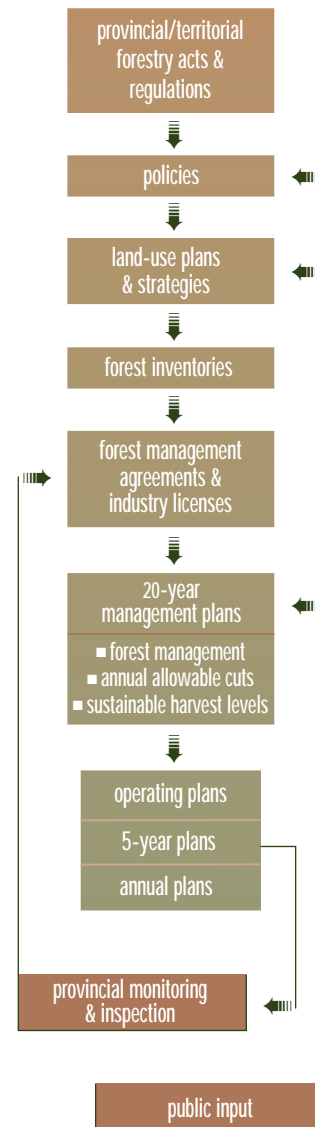 provincial/territorial
forestry acts &
regulations
policies
land-use plans
& strategies
forest inventories
forest management
agreements &
industry licenses
20-year
management plans
■ forest management
■ annual allowable cuts
■ sustainable harvest levels
operating plans
5-year plans
annual plans
provincial monitoring
& inspection
public input